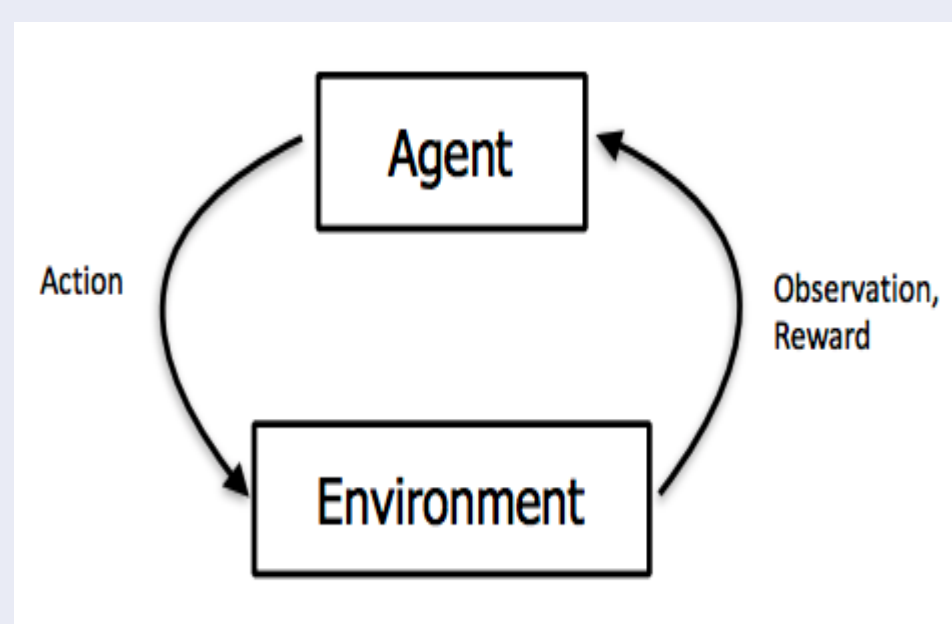 Agent
Action
Observation,
Reward
Environment